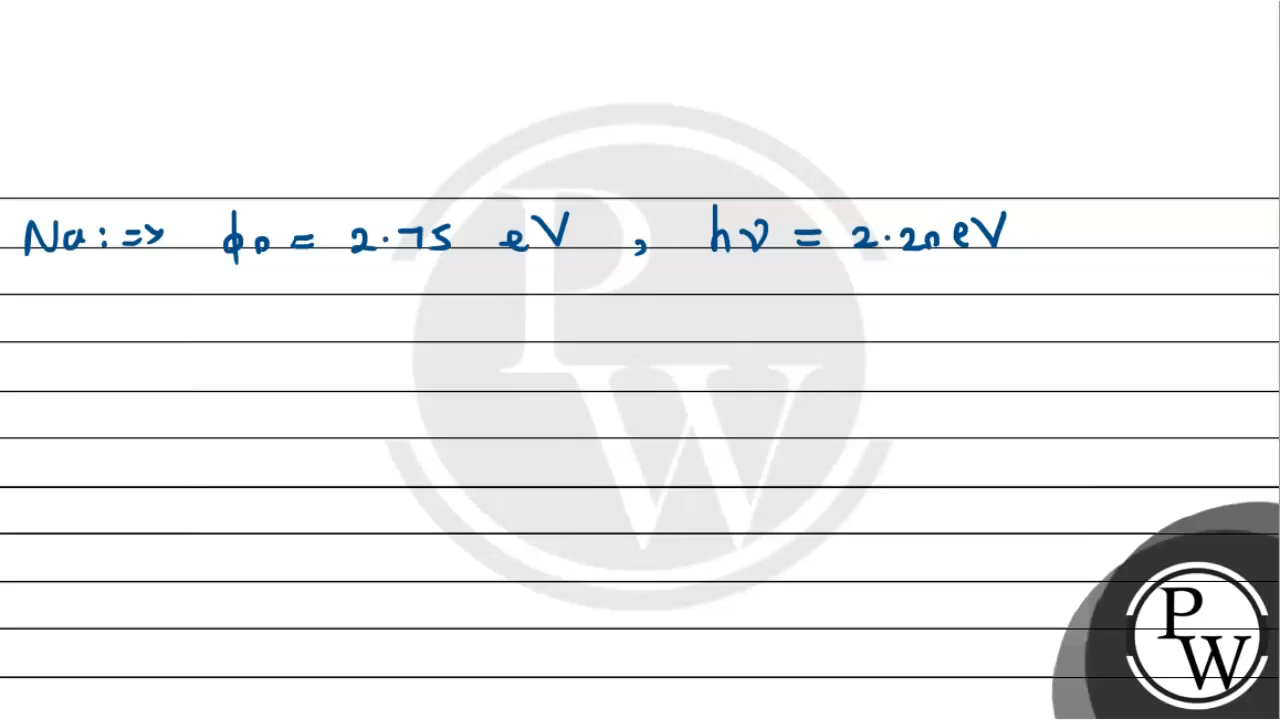 Na: => ϕ₀ = 2.75 eV , hν = 2.20 eV
P
W
P
W